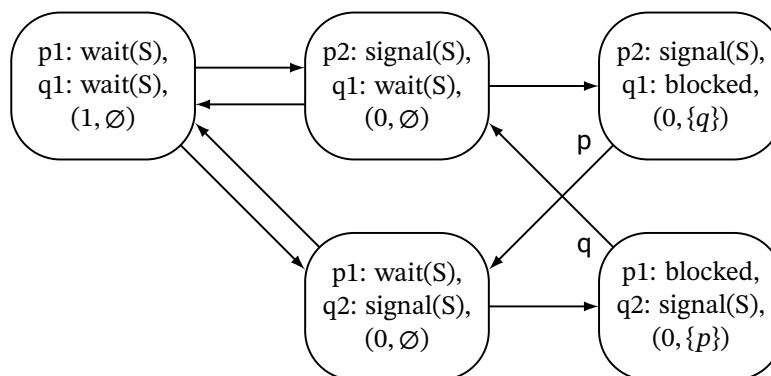 p1: wait(S),
q1: wait(S),
(1, ∅)
p2: signal(S),
q1: wait(S),
(0, ∅)
p2: signal(S),
q1: blocked,
(0, {q})
p
q
p1: wait(S),
q2: signal(S),
(0, ∅)
p1: blocked,
q2: signal(S),
(0, {p})